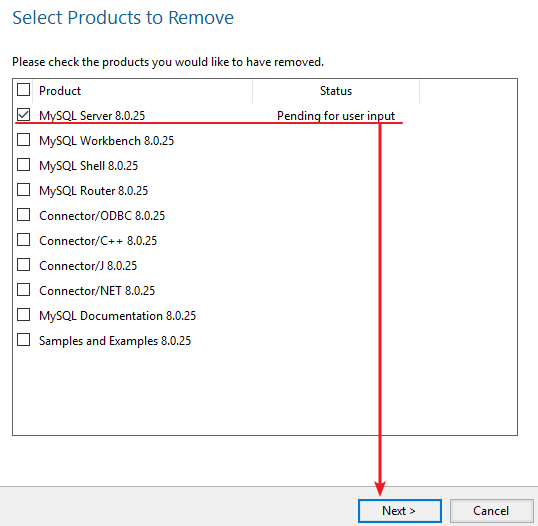 Select Products to Remove
Please check the products you would like to have removed.
Product Status
MySQL Server 8.0.25 Pending for user input
MySQL Workbench 8.0.25
MySQL Shell 8.0.25
MySQL Router 8.0.25
Connector/ODBC 8.0.25
Connector/C++ 8.0.25
Connector/J 8.0.25
Connector/NET 8.0.25
MySQL Documentation 8.0.25
Samples and Examples 8.0.25
Next > Cancel